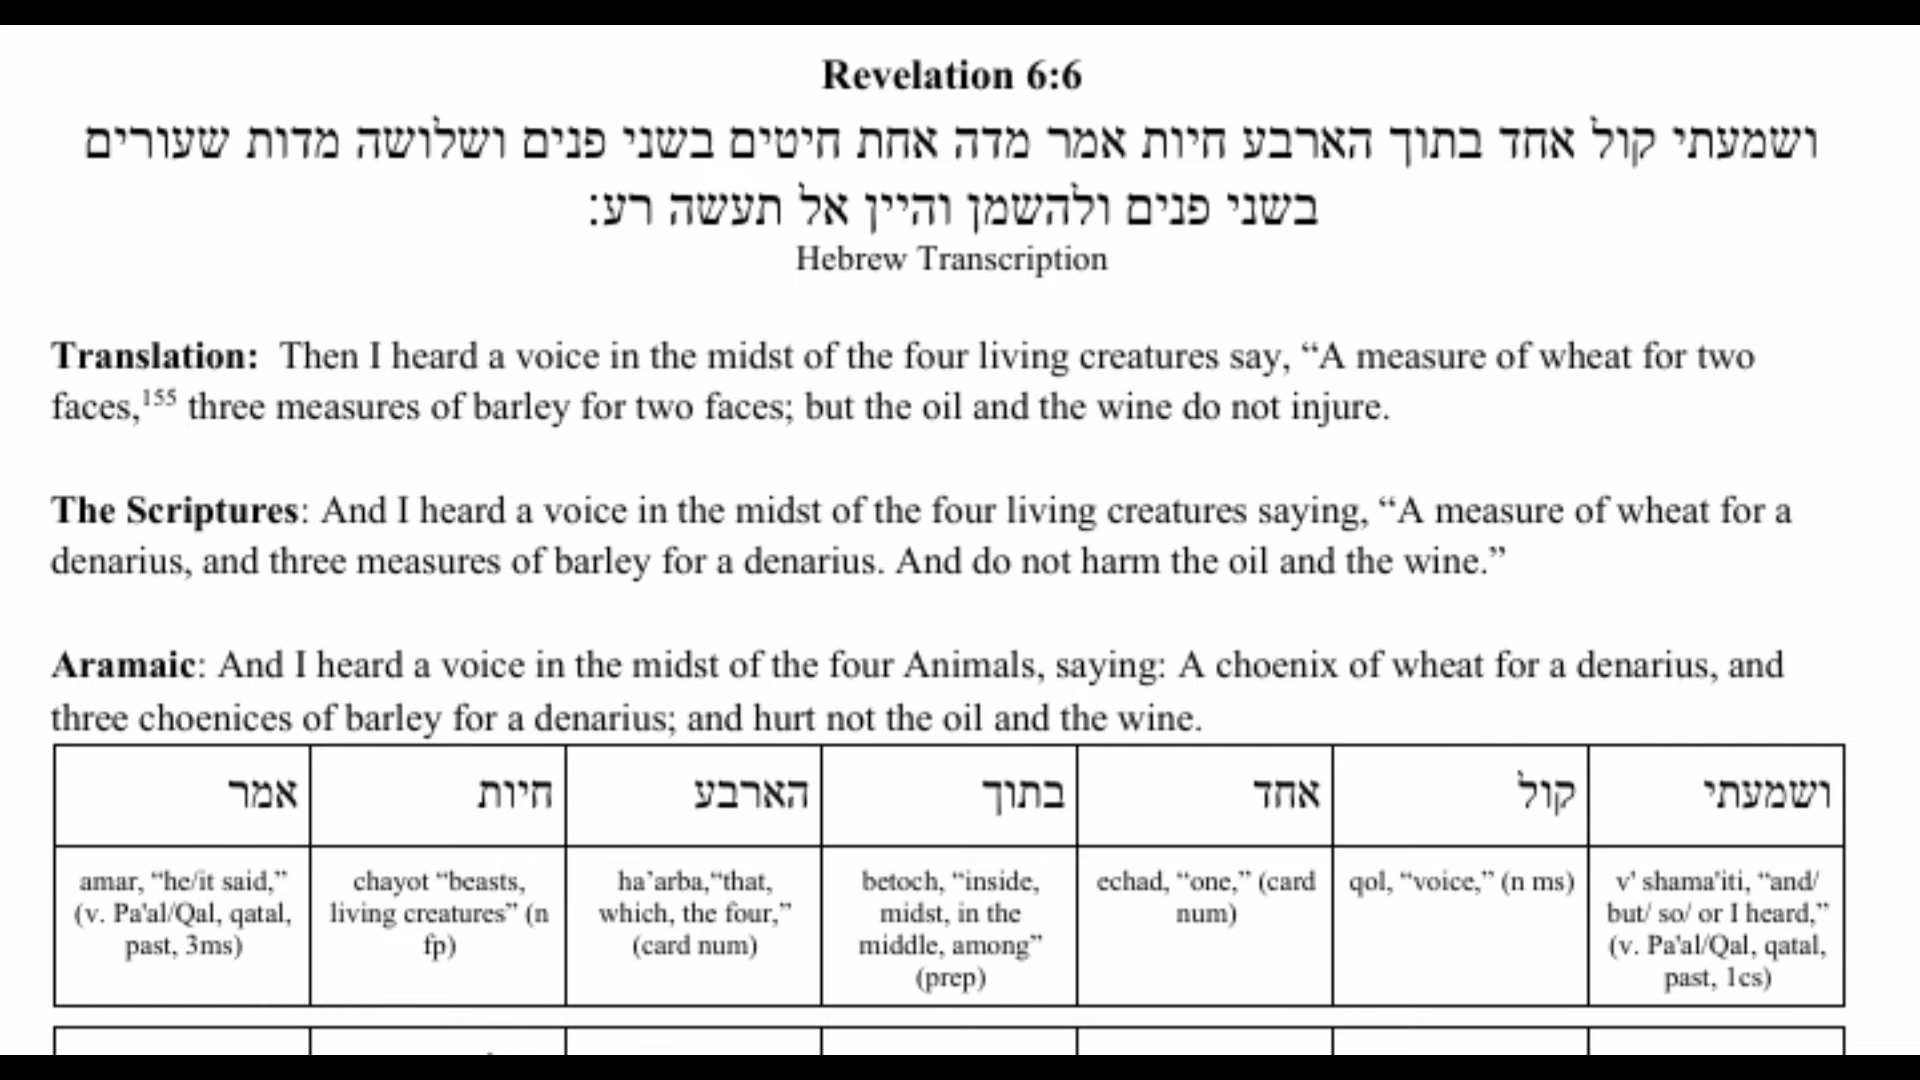 Revelation 6:6
ושמעתי קול אחד בתוך הארבע חיות אמר מדה אחת חיטים בשני פנים ושלושה מדות שעורים
בשני פנים ולהשמן והיין אל תעשה רע:
Hebrew Transcription
Translation: Then I heard a voice in the midst of the four living creatures say, “A measure of wheat for two
faces,155 three measures of barley for two faces; but the oil and the wine do not injure.
The Scriptures: And I heard a voice in the midst of the four living creatures saying, “A measure of wheat for a
denarius, and three measures of barley for a denarius. And do not harm the oil and the wine.”
Aramaic: And I heard a voice in the midst of the four Animals, saying: A choenix of wheat for a denarius, and
three choenices of barley for a denarius; and hurt not the oil and the wine.
ושמעתי קול אחד בתוך הארבע חיות אמר
amar, “he/it said,” chayot “beasts, ha’arba,“that, betoch, “inside, echad, “one,” (card qol, “voice,” (n ms) v' shama'iti, “and/
(v. Pa'al/Qal, qatal, living creatures” (n which, the four,” midst, in the num) but/ so/ or I heard,”
past, 3ms) fp) (card num) middle, among” (v. Pa'al/Qal, qatal,
(prep) past, 1cs)